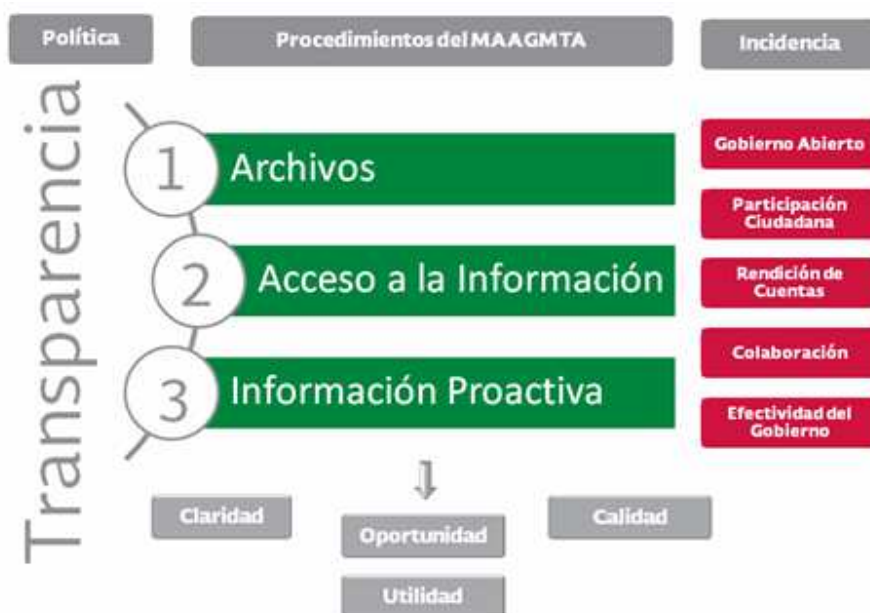 Política
Procedimientos del MAAGMTA
Incidencia
Transparencia
1
Archivos
2
Acceso a la Información
3
Información Proactiva
Gobierno Abierto
Participación
Ciudadana
Rendición de
Cuentas
Colaboración
Efectividad del
Gobierno
Claridad
Oportunidad
Calidad
Utilidad